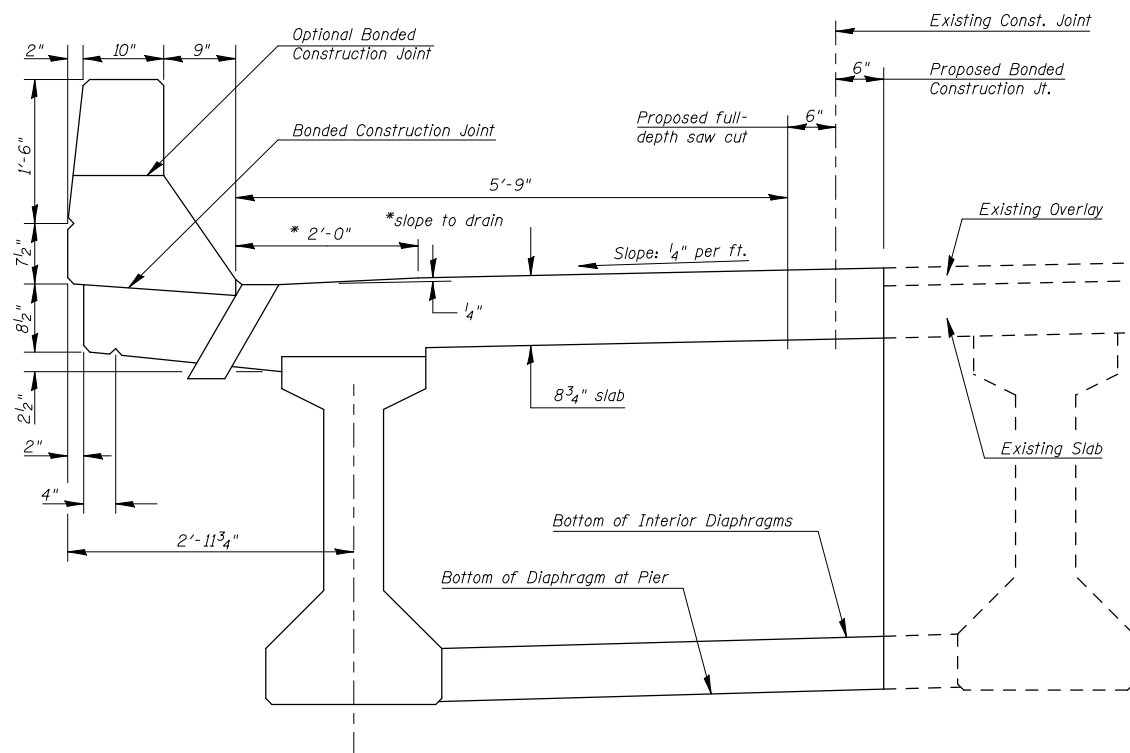 2"
10"
9"
Optional Bonded
Construction Joint
Existing Const. Joint
6"
Proposed Bonded
Construction Jt.
Proposed full-
depth saw cut
6"
Bonded Construction Joint
1'-6"
5'-9"
*slope to drain
Existing Overlay
* 2'-0"
Slope: 1/4" per ft.
7 1/2"
1/4"
8 1/2"
8 3/4" slab
2 1/2"
2"
Existing Slab
4"
2'-11 3/4"
Bottom of Interior Diaphragms
Bottom of Diaphragm at Pier